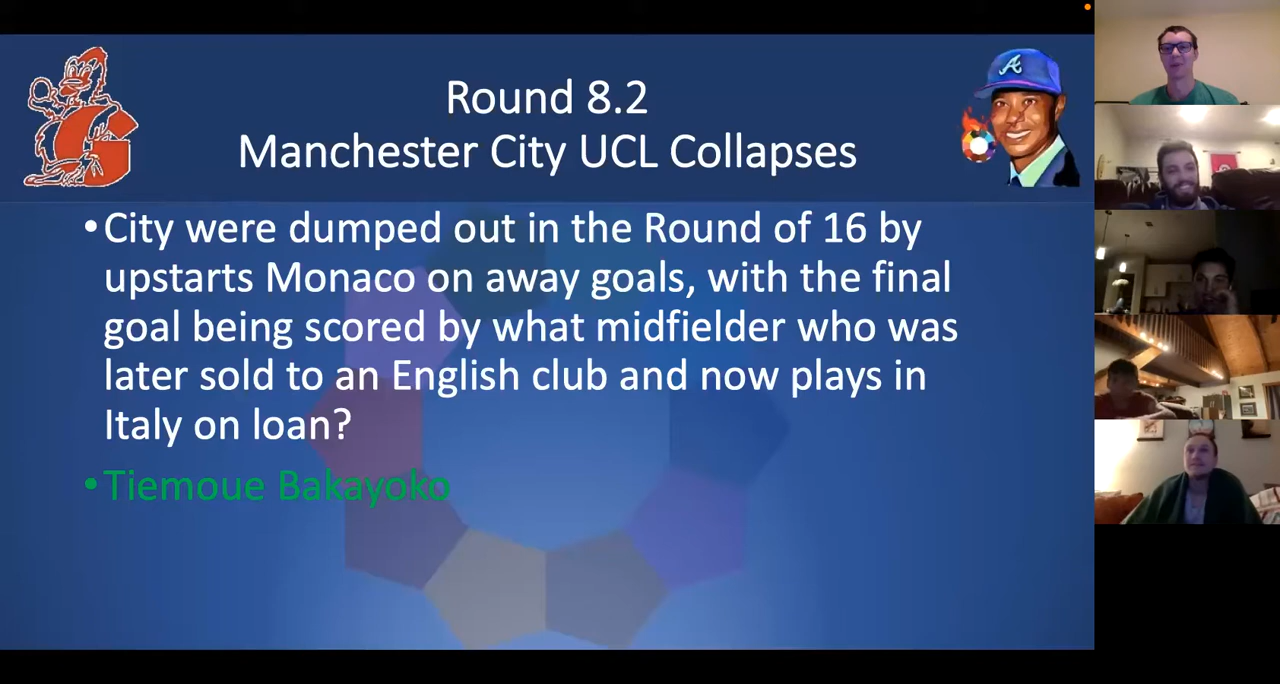 Round 8.2
Manchester City UCL Collapses
•City were dumped out in the Round of 16 by
upstarts Monaco on away goals, with the final
goal being scored by what midfielder who was
later sold to an English club and now plays in
Italy on loan?
•Tiemoue Bakayoko
G
A